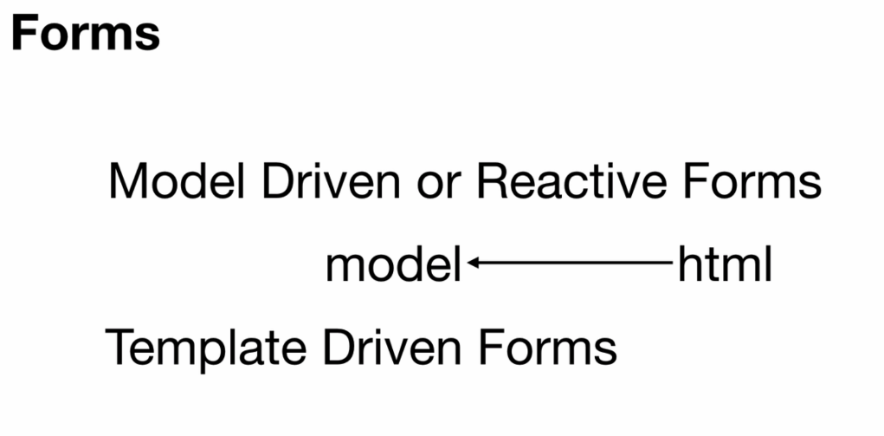 Forms
Model Driven or Reactive Forms
model html
Template Driven Forms